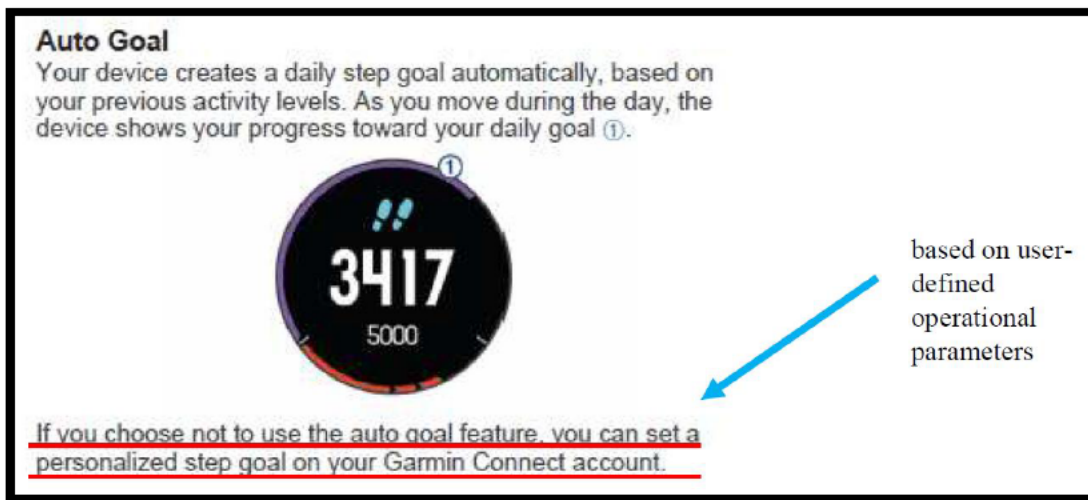 Auto Goal
Your device creates a daily step goal automatically, based on
your previous activity levels. As you move during the day, the
device shows your progress toward your daily goal ①.
①
3417
5000
based on user-
defined
operational
parameters
If you choose not to use the auto goal feature, you can set a
personalized step goal on your Garmin Connect account.